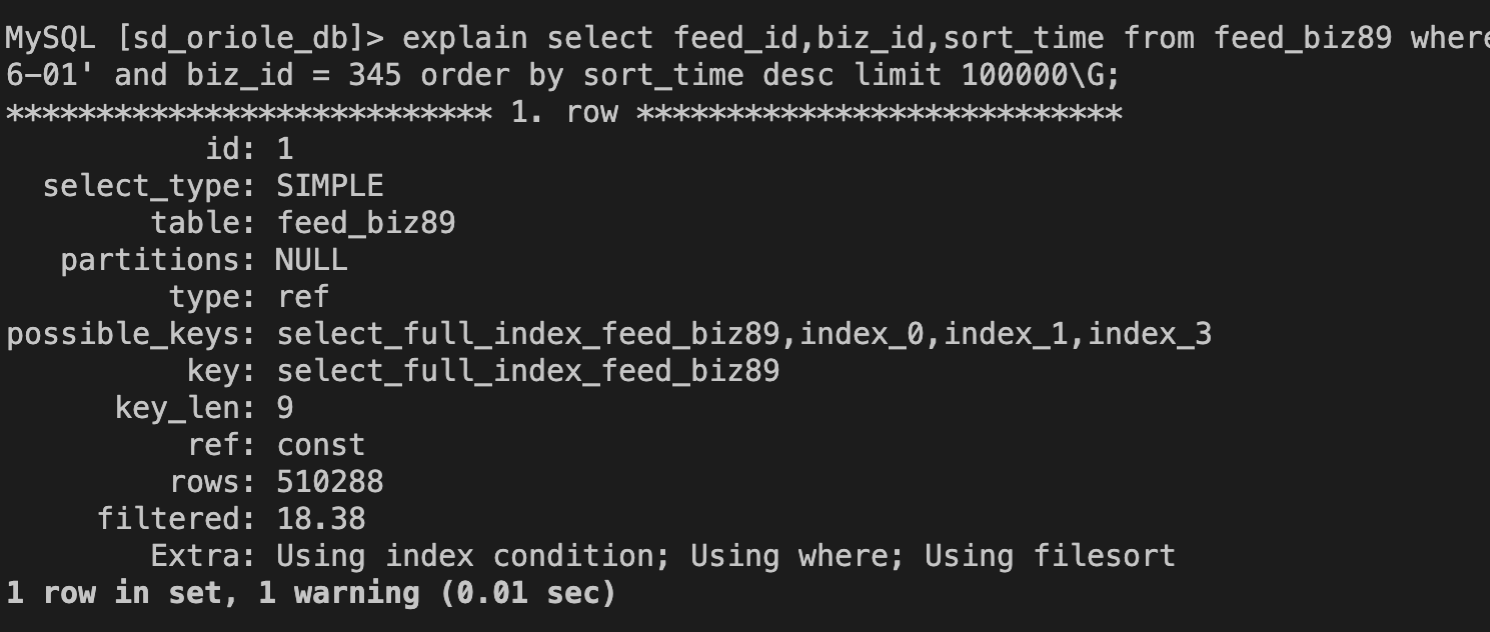 MySQL [sd_oriole_db]> explain select feed_id,biz_id,sort_time from feed_biz89 where
6-01' and biz_id = 345 order by sort_time desc limit 100000\G;
*************************** 1. row ***************************
id: 1
select_type: SIMPLE
table: feed_biz89
partitions: NULL
type: ref
possible_keys: select_full_index_feed_biz89,index_0,index_1,index_3
key: select_full_index_feed_biz89
key_len: 9
ref: const
rows: 510288
filtered: 18.38
Extra: Using index condition; Using where; Using filesort
1 row in set, 1 warning (0.01 sec)